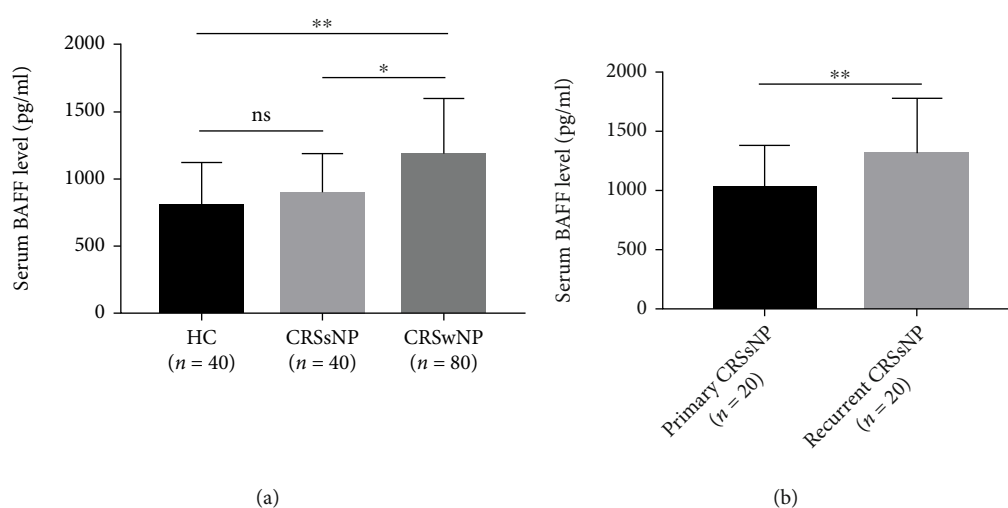 Serum BAFF level (pg/ml)
2000
1500
1000
500
0
**
*
ns
HC
(n = 40)
CRSsNP
(n = 40)
CRSwNP
(n = 80)
(a)
Serum BAFF level (pg/ml)
2000
1500
1000
500
0
**
Primary CRSsNP
(n = 20)
Recurrent CRSsNP
(n = 20)
(b)